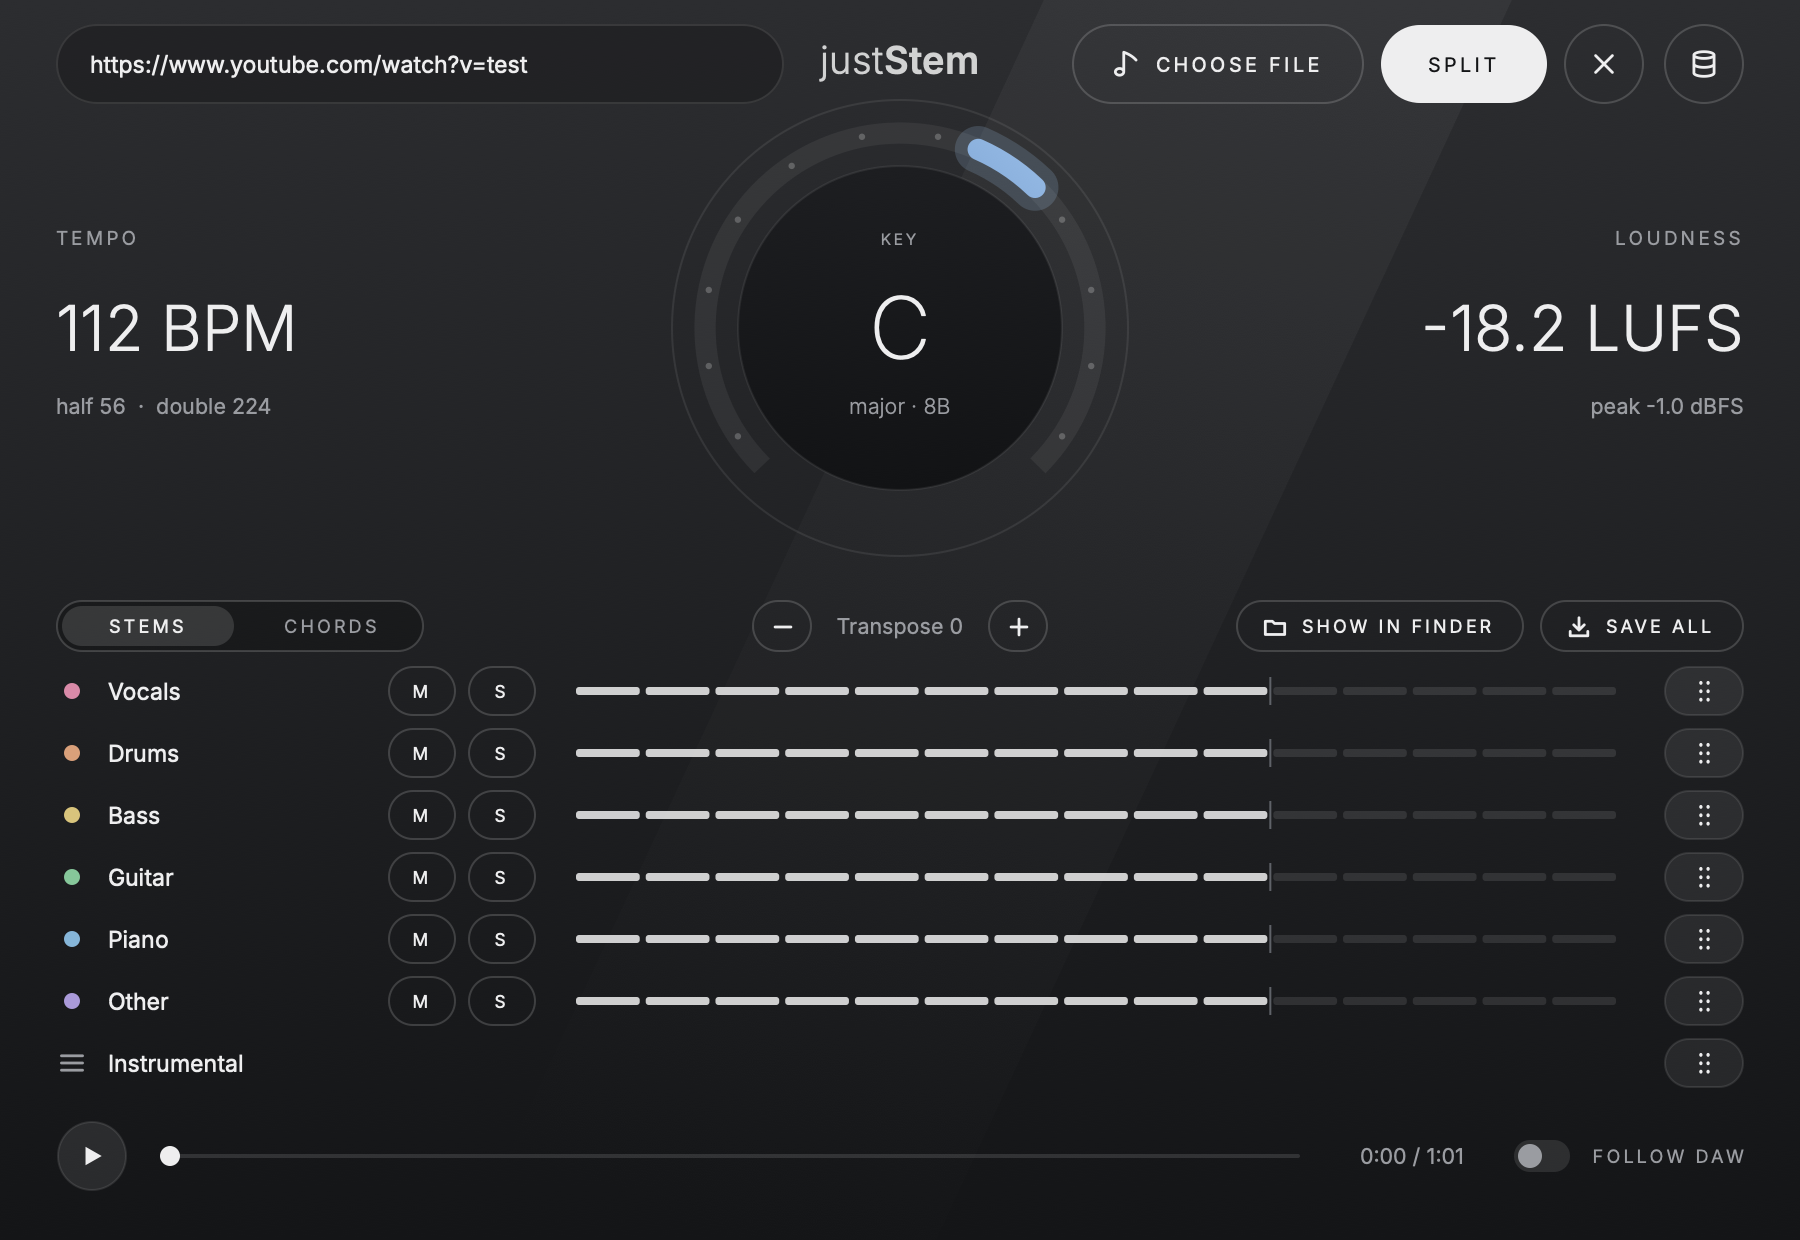 https://www.youtube.com/watch?v=test
justStem
CHOOSE FILE
SPLIT
TEMPO
112 BPM
half 56 · double 224
KEY
C
major · 8B
LOUDNESS
-18.2 LUFS
peak -1.0 dBFS
STEMS
CHORDS
Transpose 0
SHOW IN FINDER
SAVE ALL
Vocals M S
Drums M S
Bass M S
Guitar M S
Piano M S
Other M S
Instrumental
0:00 / 1:01
FOLLOW DAW